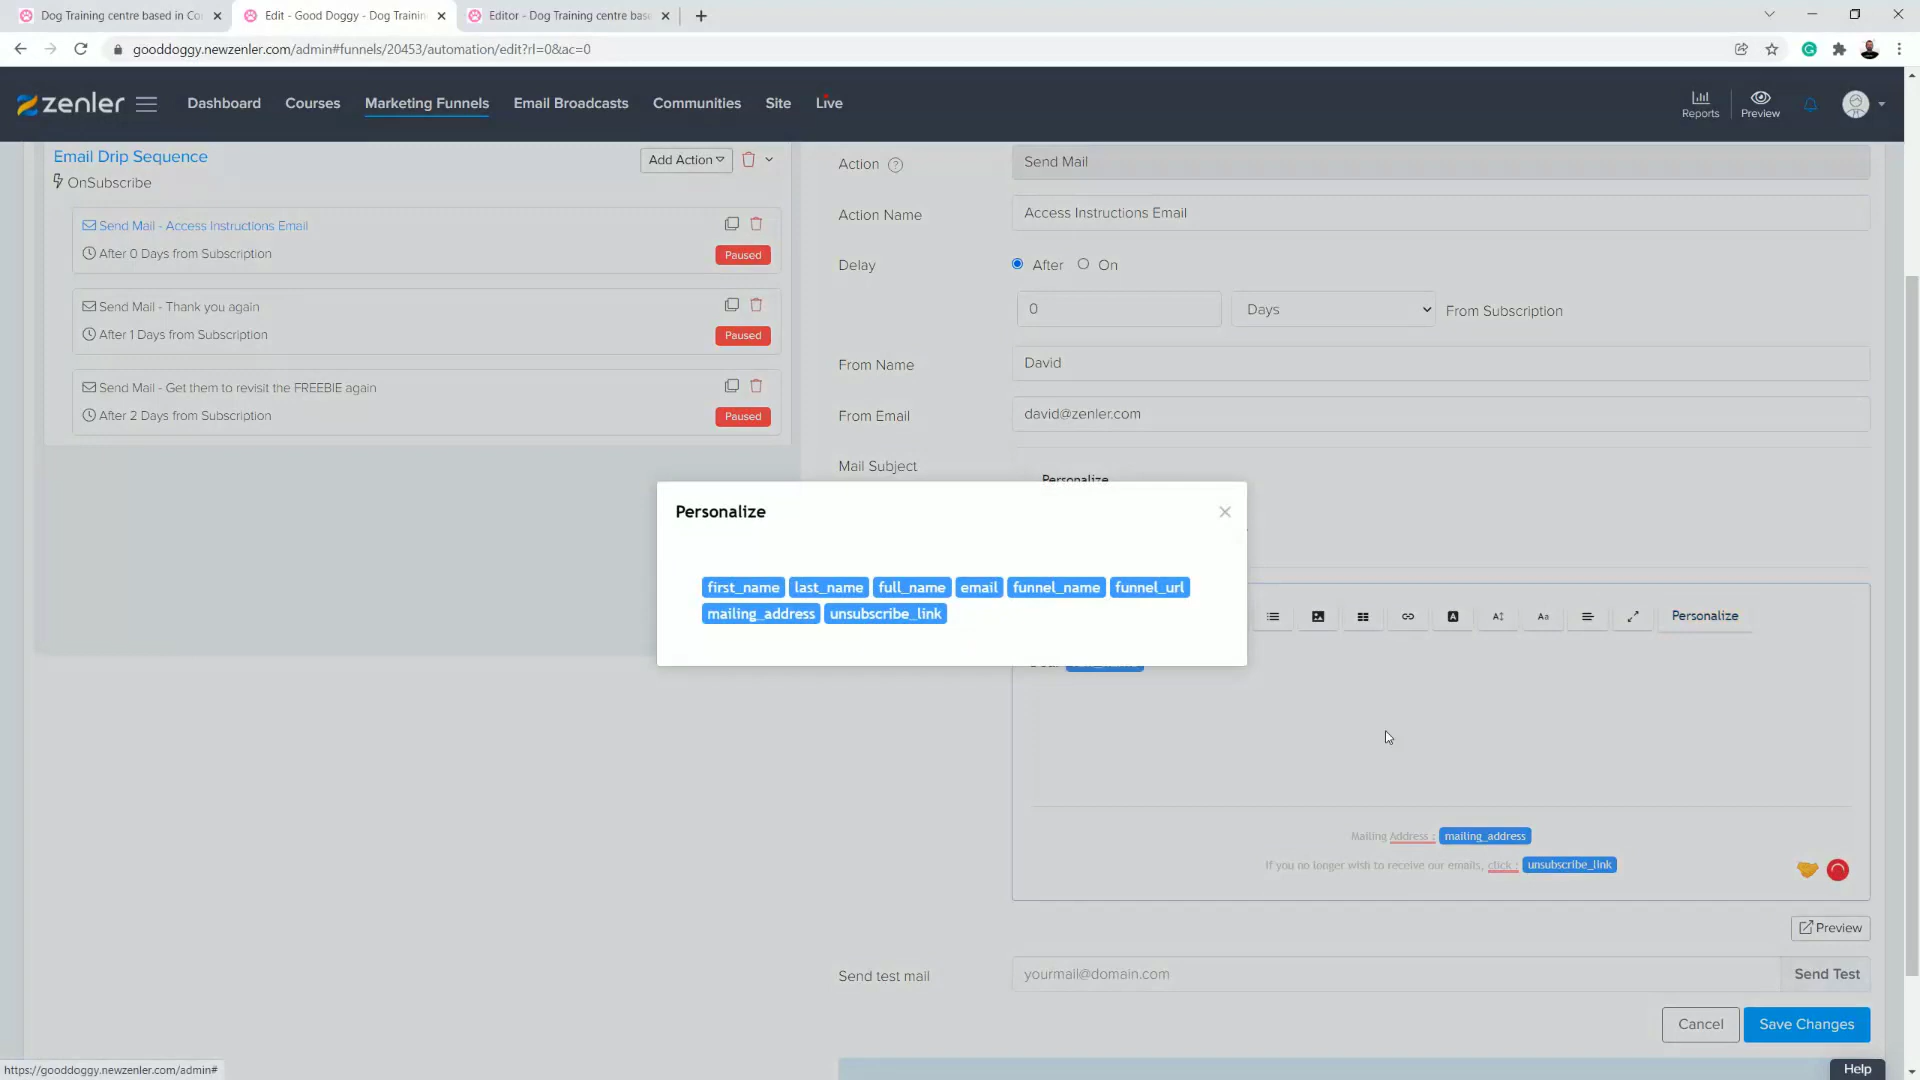 Dog Training centre based in Co
Edit - Good Doggy - Dog Trainin
Editor - Dog Training centre bas
gooddoggy.newzenler.com/admin#funnels/20453/automation/edit?rl=0&ac=0
zenler
Dashboard
Courses
Marketing Funnels
Email Broadcasts
Communities
Site
Live
Reports
Preview
Email Drip Sequence
Add Action
OnSubscribe
Send Mail - Access Instructions Email
After 0 Days from Subscription
Paused
Send Mail - Thank you again
After 1 Days from Subscription
Paused
Send Mail - Get them to revisit the FREEBIE again
After 2 Days from Subscription
Paused
Action ?
Send Mail
Action Name
Access Instructions Email
Delay
After
On
0
Days
From Subscription
From Name
David
From Email
david@zenler.com
Mail Subject
Personalize
Personalize
first_name last_name full_name email funnel_name funnel_url
mailing_address unsubscribe_link
Personalize
Mailing Address : mailing_address
If you no longer wish to receive our emails, click : unsubscribe_link
Preview
Send test mail
yourmail@domain.com
Send Test
Cancel
Save Changes
https://gooddoggy.newzenler.com/admin#
Help